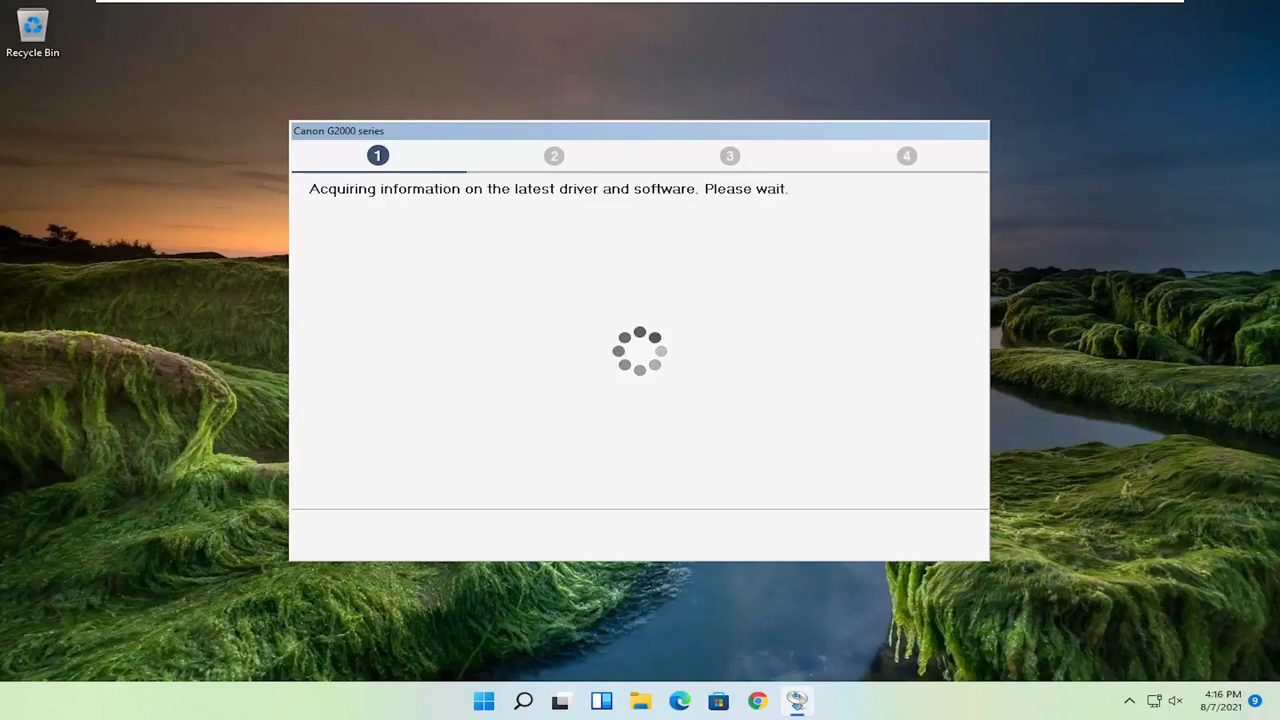 Recycle Bin
Canon G2000 series
1 2 3 4
Acquiring information on the latest driver and software. Please wait.
4:16 PM
8/7/2021
9